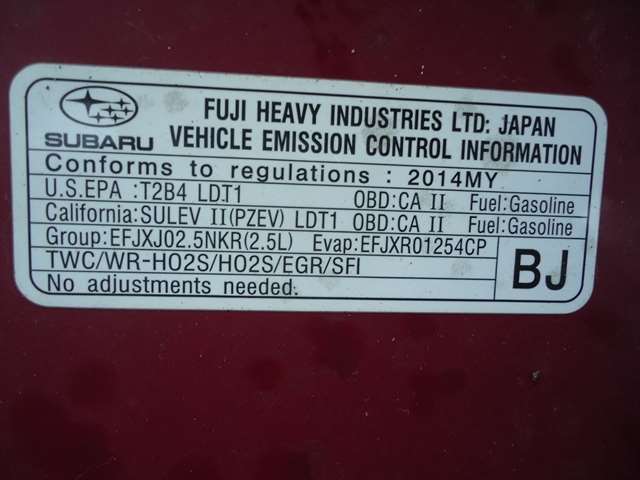 SUBARU
FUJI HEAVY INDUSTRIES LTD: JAPAN
VEHICLE EMISSION CONTROL INFORMATION
Conforms to regulations : 2014MY
U.S.EPA :T2B4 LDT1 OBD:CA II Fuel:Gasoline
California:SULEV II(PZEV) LDT1 OBD:CA II Fuel:Gasoline
Group:EFJXJ02.5NKR(2.5L) Evap:EFJXR01254CP
TWC/WR-HO2S/HO2S/EGR/SFI
No adjustments needed.
BJ